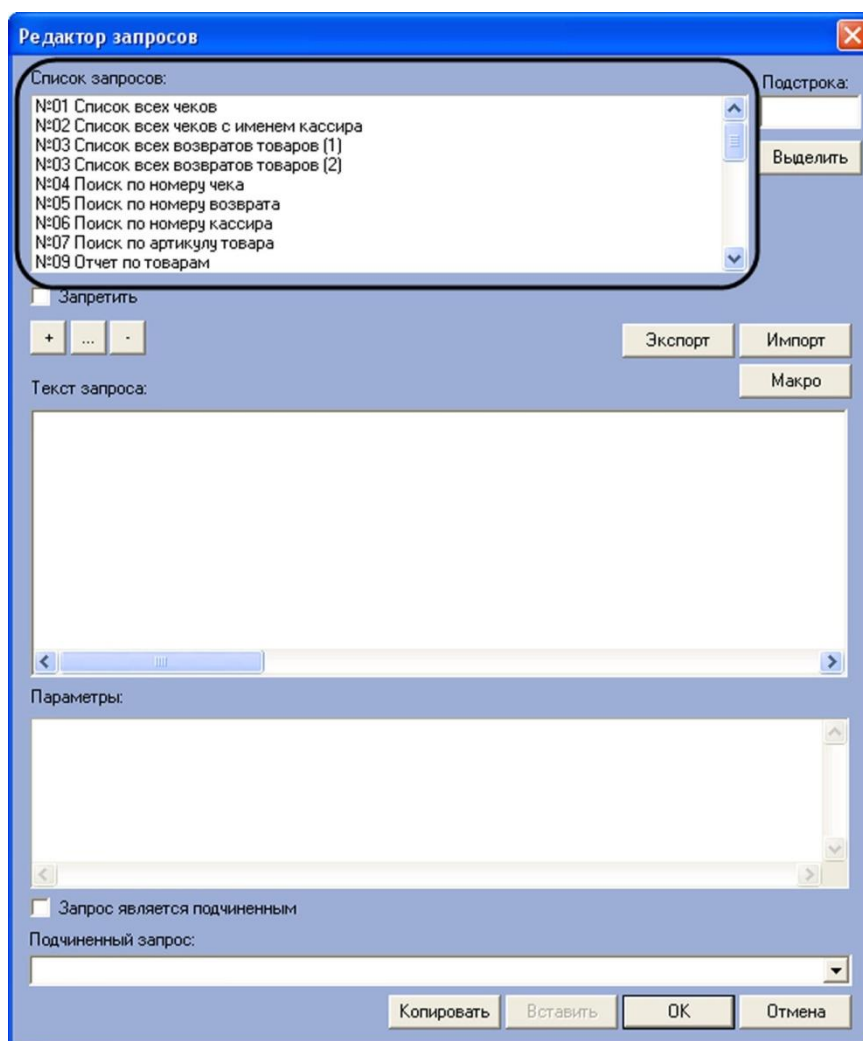 Редактор запросов
Список запросов:
Подстрока:
№01 Список всех чеков
№02 Список всех чеков с именем кассира
№03 Список всех возвратов товаров (1)
№03 Список всех возвратов товаров (2)
№04 Поиск по номеру чека
№05 Поиск по номеру возврата
№06 Поиск по номеру кассира
№07 Поиск по артикулу товара
№09 Отчет по товарам
Выделить
Запретить
+ ... -
Экспорт Импорт
Макро
Текст запроса:
Параметры:
Запрос является подчиненным
Подчиненный запрос:
Копировать Вставить OK Отмена